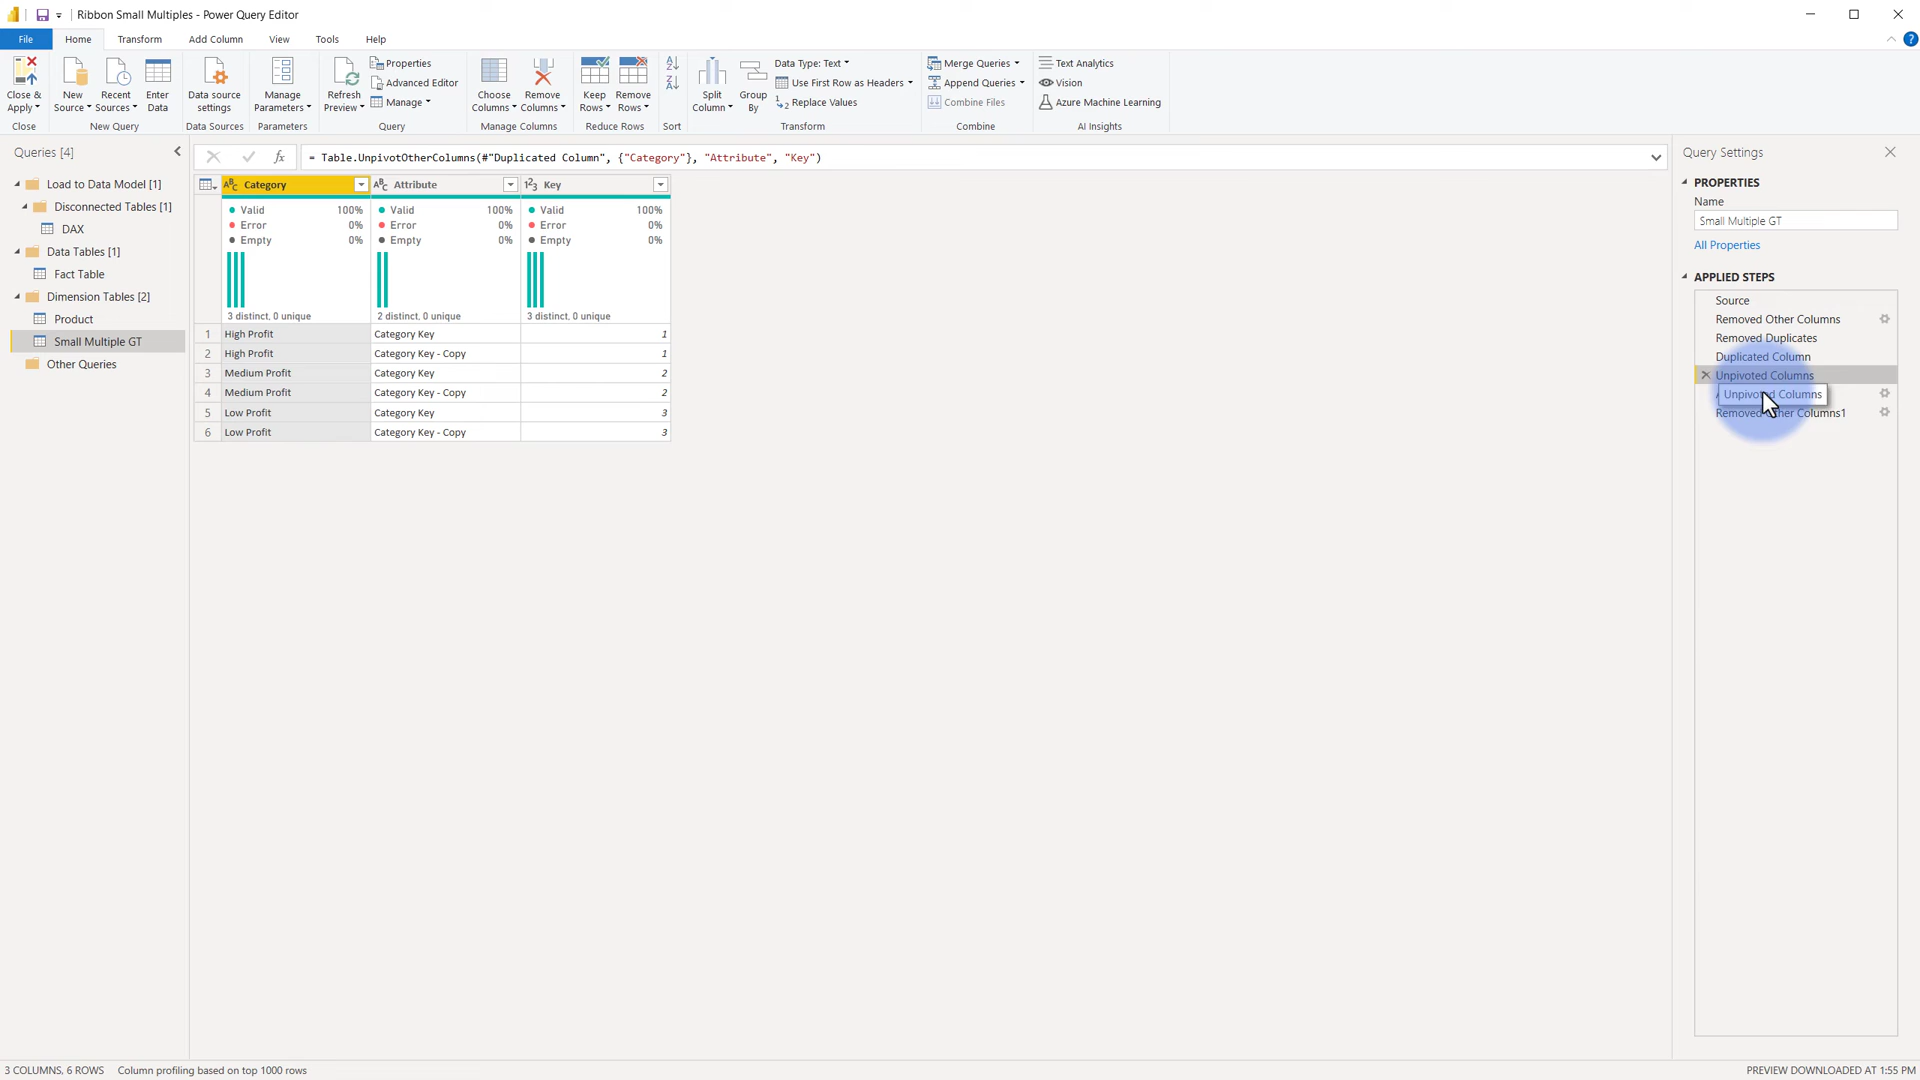 Ribbon Small Multiples - Power Query Editor
File Home Transform Add Column View Tools Help
Close & Apply
New Source
Recent Sources
Enter Data
Data source settings
Manage Parameters
Refresh Preview
Properties
Advanced Editor
Manage
Choose Columns
Remove Columns
Keep Rows
Remove Rows
Split Column
Group By
Data Type: Text
Use First Row as Headers
Replace Values
Merge Queries
Append Queries
Combine Files
Text Analytics
Vision
Azure Machine Learning
Close New Query Data Sources Parameters Query Manage Columns Reduce Rows Sort Transform Combine AI Insights
Queries [4]
Load to Data Model [1]
Disconnected Tables [1]
DAX
Data Tables [1]
Fact Table
Dimension Tables [2]
Product
Small Multiple GT
Other Queries
fx = Table.UnpivotOtherColumns(#"Duplicated Column", {"Category"}, "Attribute", "Key")
Category Attribute Key
Valid 100% Valid 100% Valid 100%
Error 0% Error 0% Error 0%
Empty 0% Empty 0% Empty 0%
3 distinct, 0 unique 2 distinct, 0 unique 3 distinct, 0 unique
1 High Profit Category Key 1
2 High Profit Category Key - Copy 1
3 Medium Profit Category Key 2
4 Medium Profit Category Key - Copy 2
5 Low Profit Category Key 3
6 Low Profit Category Key - Copy 3
Query Settings
PROPERTIES
Name
Small Multiple GT
All Properties
APPLIED STEPS
Source
Removed Other Columns
Removed Duplicates
Duplicated Column
Unpivoted Columns
Unpivoted Columns
Removed Other Columns1
3 COLUMNS, 6 ROWS Column profiling based on top 1000 rows
PREVIEW DOWNLOADED AT 1:55 PM